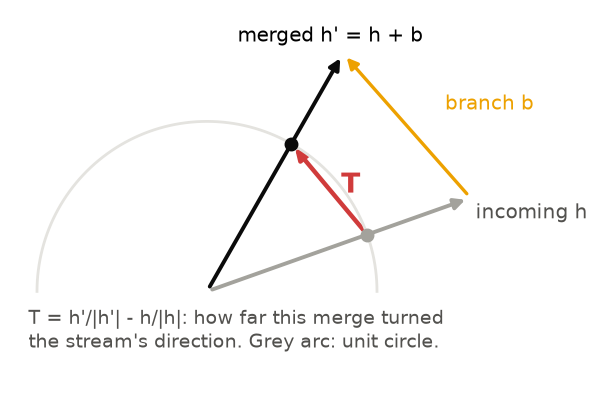 merged h' = h + b
branch b
T
incoming h
T = h'/|h'| - h/|h|: how far this merge turned
the stream's direction. Grey arc: unit circle.